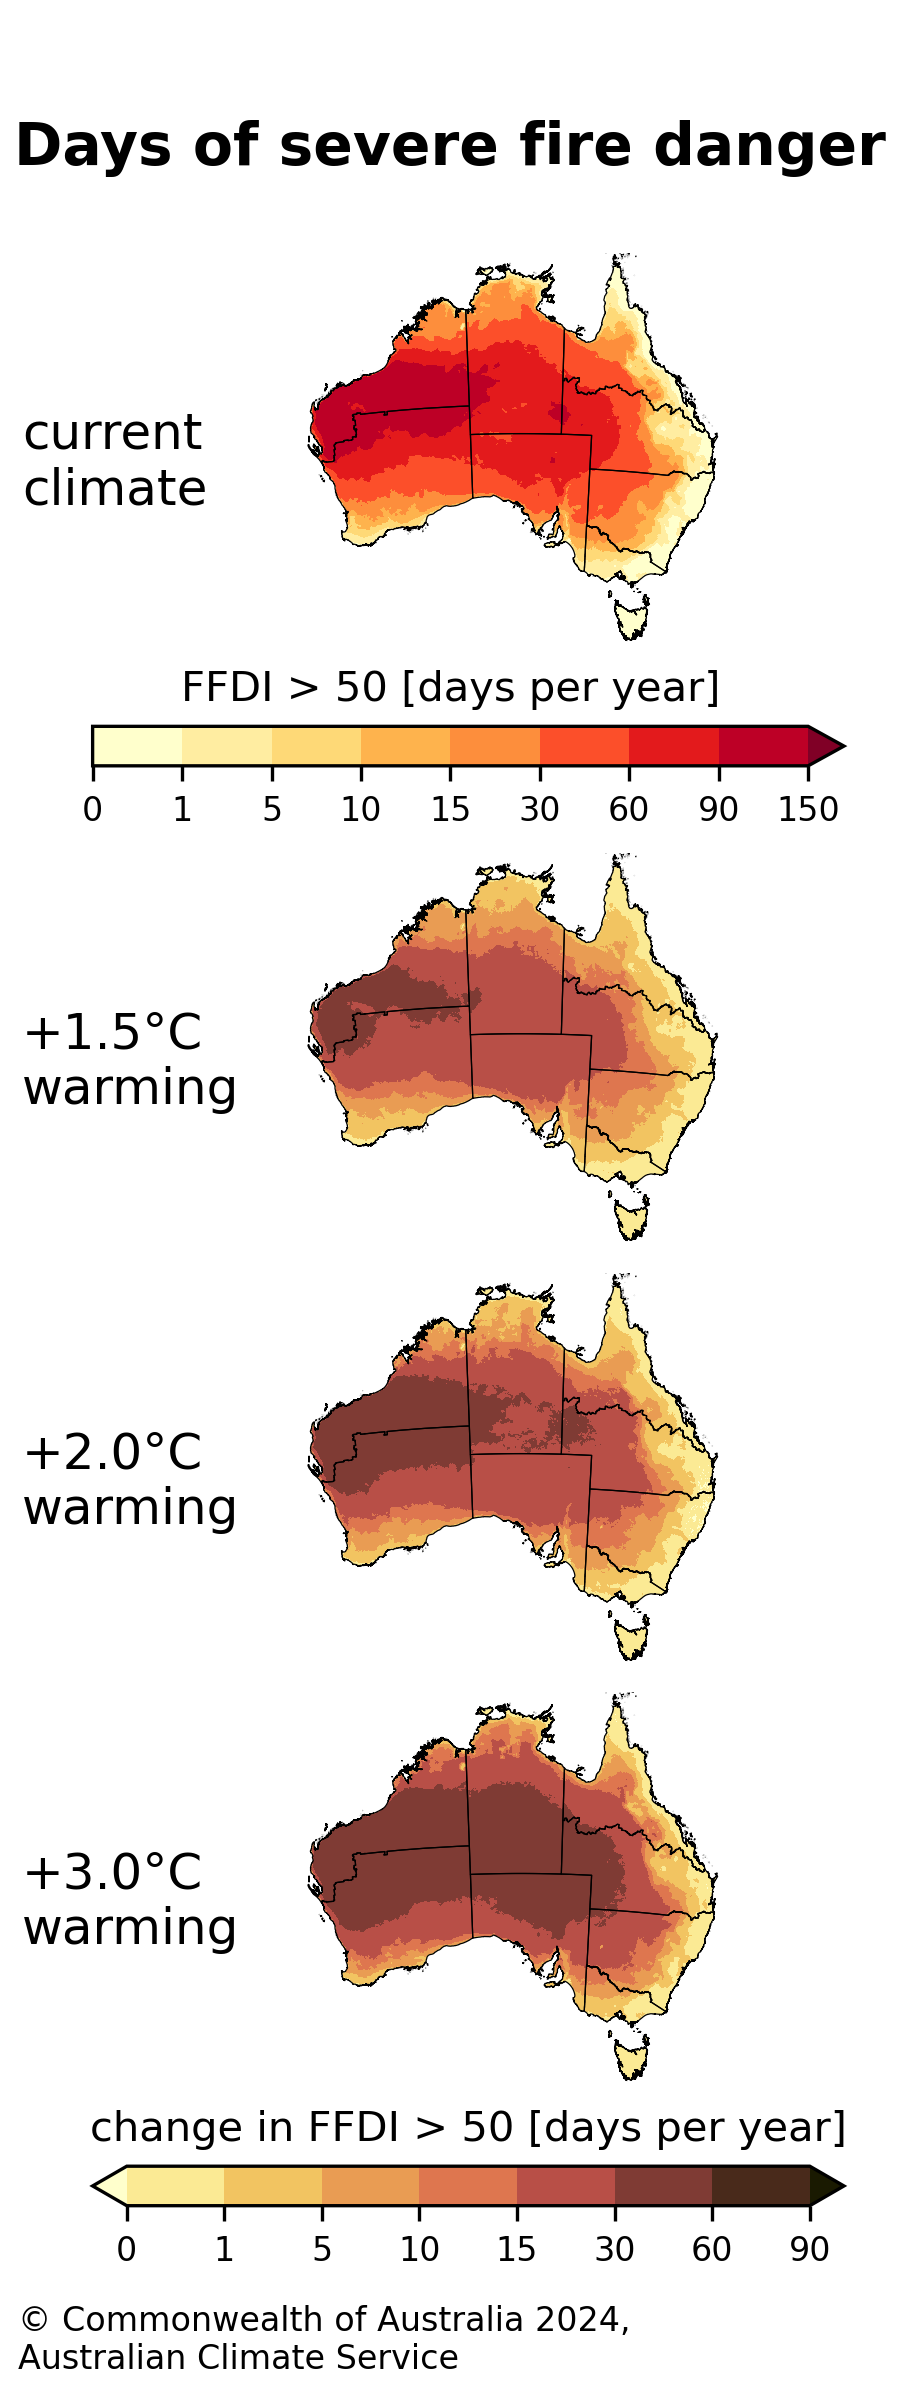 Days of severe fire danger
current
climate
FFDI > 50 [days per year]
0 1 5 10 15 30 60 90 150
+1.5°C
warming
+2.0°C
warming
+3.0°C
warming
change in FFDI > 50 [days per year]
0 1 5 10 15 30 60 90
© Commonwealth of Australia 2024,
Australian Climate Service